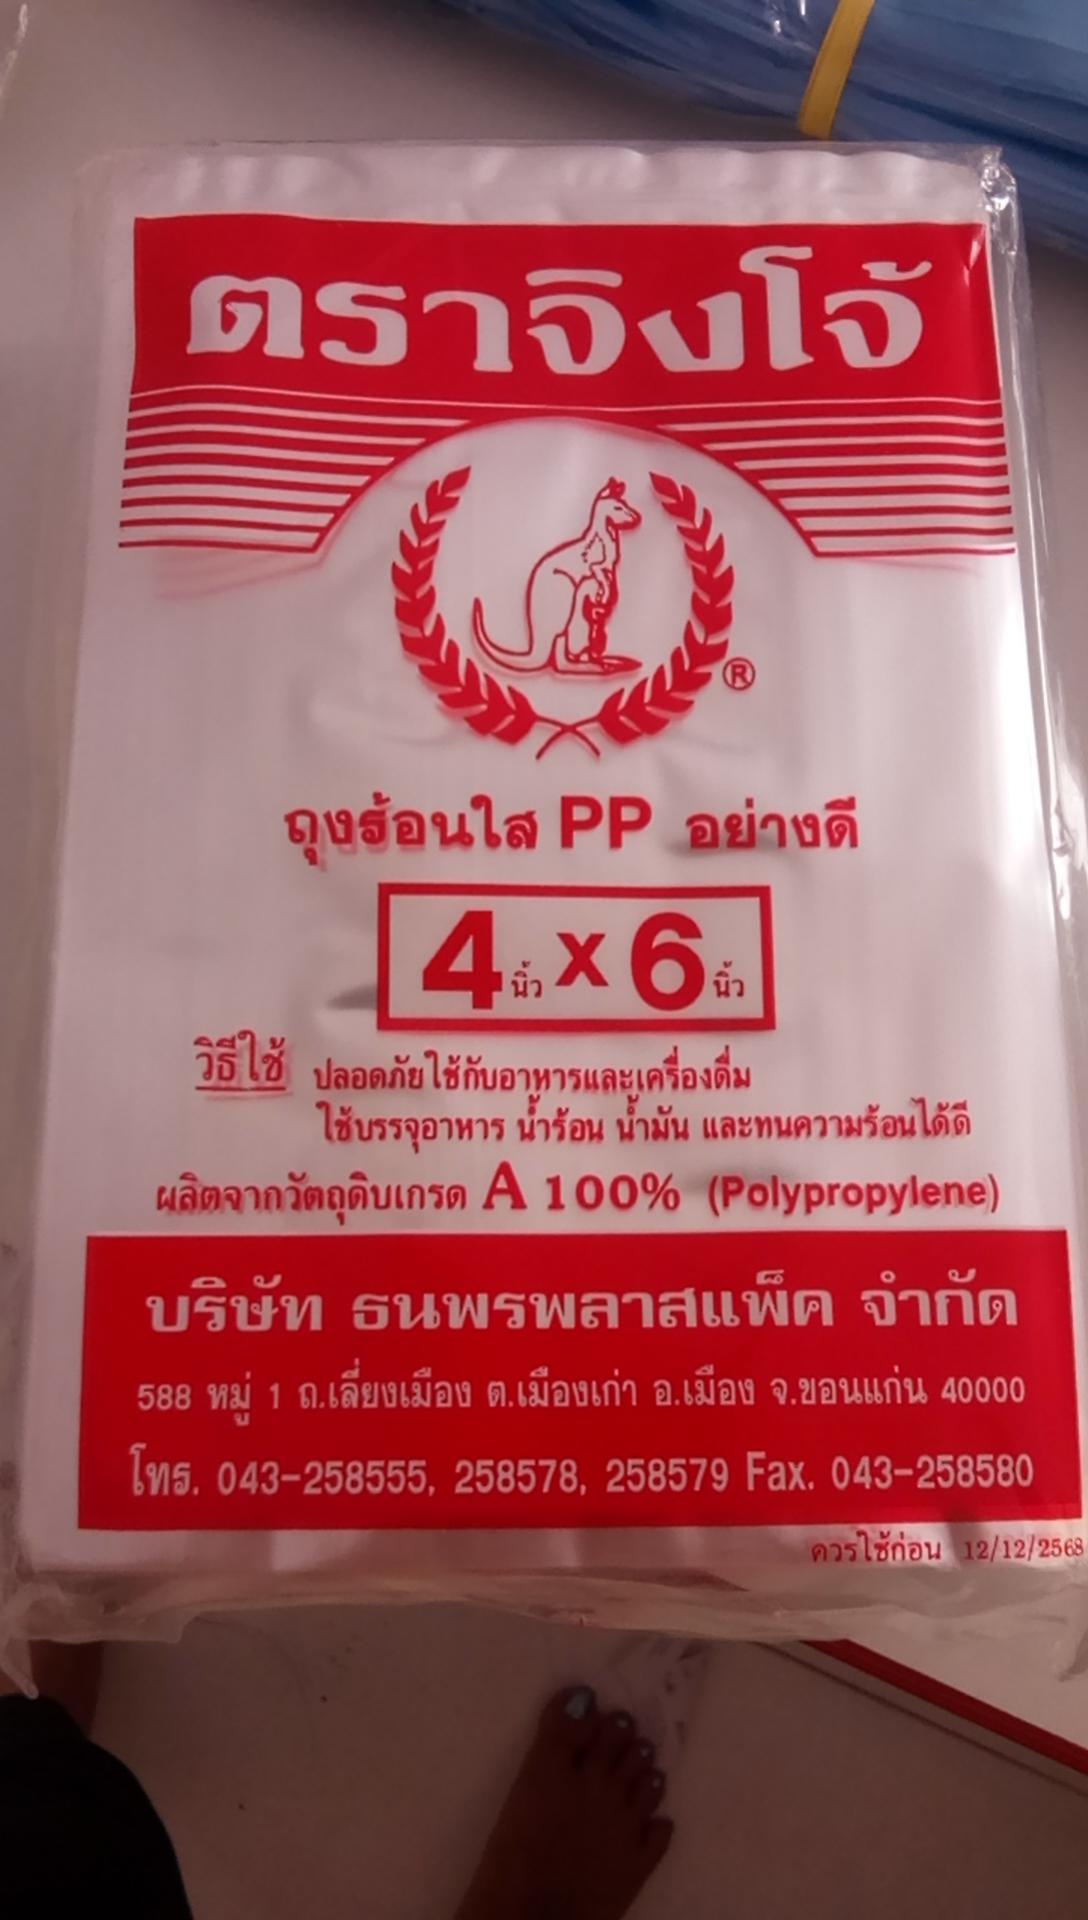 ตราจิงโจ้
®
ถุงร้อนใส PP อย่างดี
4 นิ้ว x 6 นิ้ว
วิธีใช้ ปลอดภัยใช้กับอาหารและเครื่องดื่ม
ใช้บรรจุอาหาร น้ำร้อน น้ำมัน และทนความร้อนได้ดี
ผลิตจากวัตถุดิบเกรด A 100% (Polypropylene)
บริษัท ธนพรพลาสแพ็ค จำกัด
588 หมู่ 1 ถ.เลี่ยงเมือง ต.เมืองเก่า อ.เมือง จ.ขอนแก่น 40000
โทร. 043-258555, 258578, 258579 Fax. 043-258580
ควรใช้ก่อน 12/12/2568